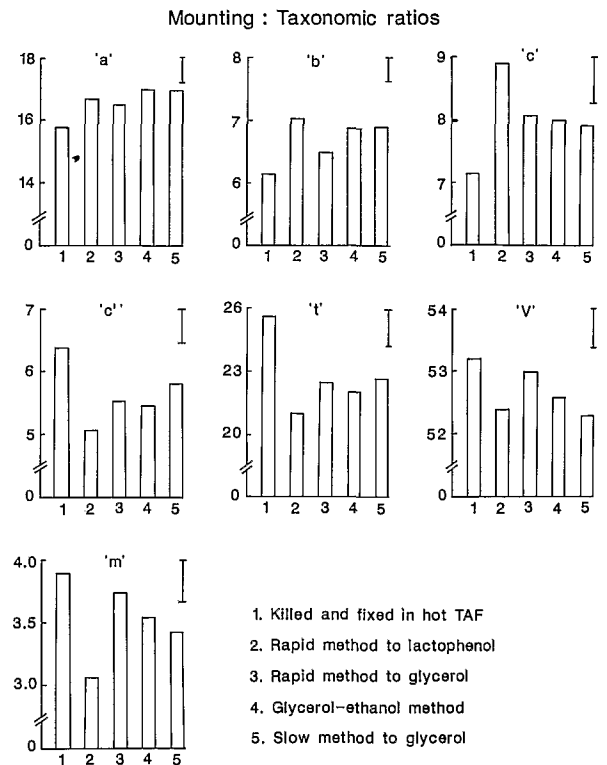 Mounting : Taxonomic ratios
'a'
18
16
14
0
1 2 3 4 5
'b'
8
7
6
0
1 2 3 4 5
'c'
9
8
7
0
1 2 3 4 5
'c''
7
6
5
0
1 2 3 4 5
't'
26
23
20
0
1 2 3 4 5
'V'
54
53
52
0
1 2 3 4 5
'm'
4.0
3.5
3.0
0
1 2 3 4 5
1. Killed and fixed in hot TAF
2. Rapid method to lactophenol
3. Rapid method to glycerol
4. Glycerol-ethanol method
5. Slow method to glycerol